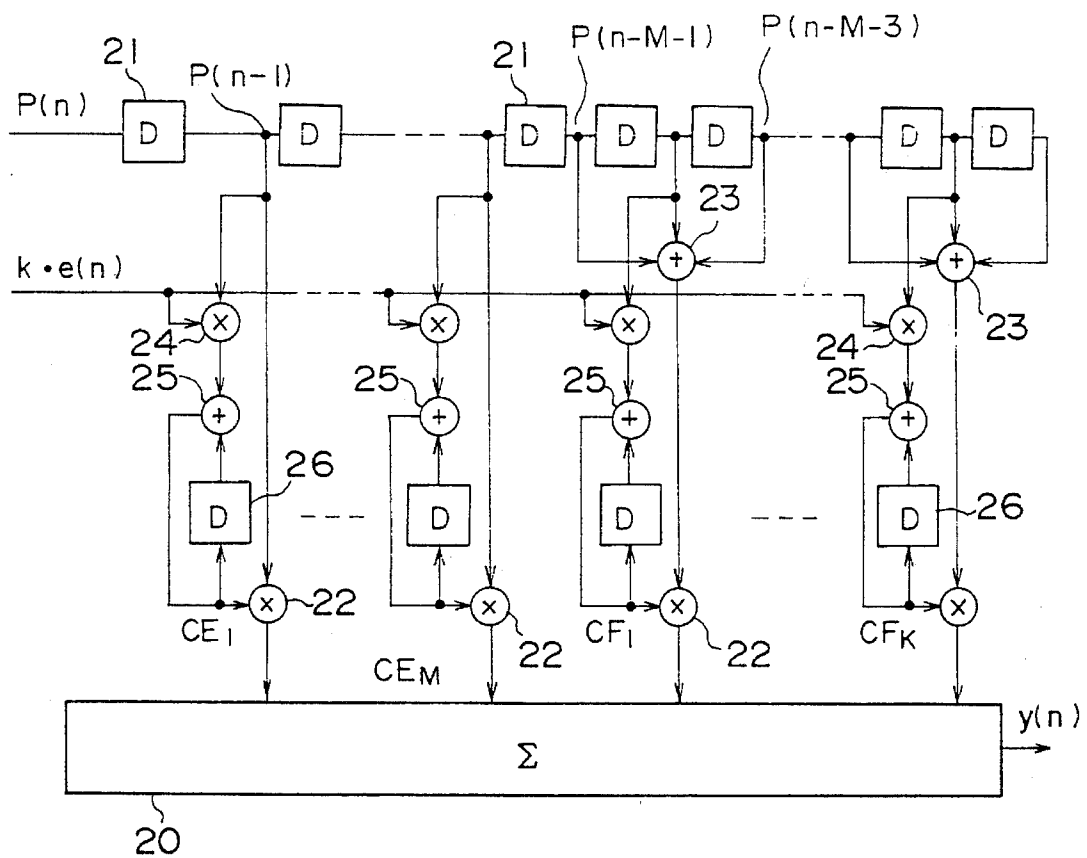 21
P(n)
P(n-1)
21
P(n-M-1)
P(n-M-3)
D
D
D
D
D
D
D
23
+
+
23
k•e(n)
×
×
×
×
24
24
25
25
25
25
+
+
+
+
26
26
D
D
D
D
×
22
×
22
×
22
×
CE1
CEM
CF1
CFK
Σ
y(n)
20